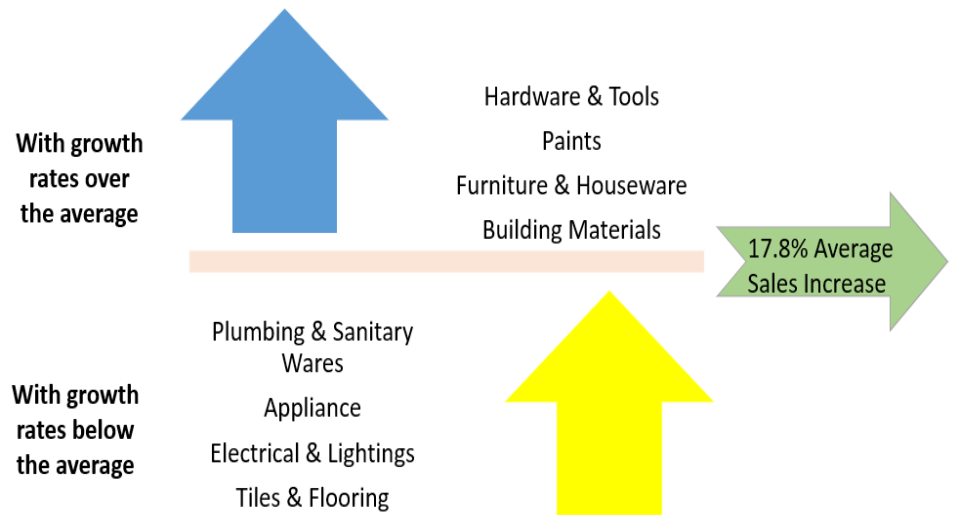 With growth
rates over
the average
Hardware & Tools
Paints
Furniture & Houseware
Building Materials
17.8% Average
Sales Increase
With growth
rates below
the average
Plumbing & Sanitary
Wares
Appliance
Electrical & Lightings
Tiles & Flooring